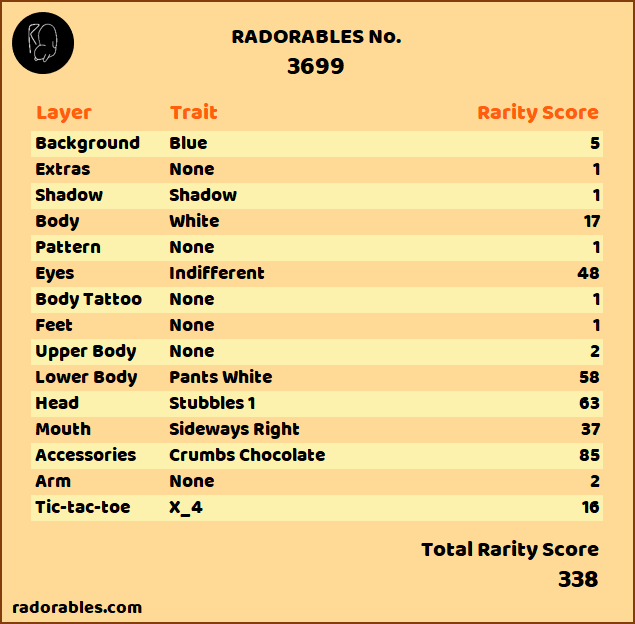 RADORABLES No.
3699
Layer Trait Rarity Score
Background Blue 5
Extras None 1
Shadow Shadow 1
Body White 17
Pattern None 1
Eyes Indifferent 48
Body Tattoo None 1
Feet None 1
Upper Body None 2
Lower Body Pants White 58
Head Stubbles 1 63
Mouth Sideways Right 37
Accessories Crumbs Chocolate 85
Arm None 2
Tic-tac-toe X_4 16
Total Rarity Score
338
radorables.com